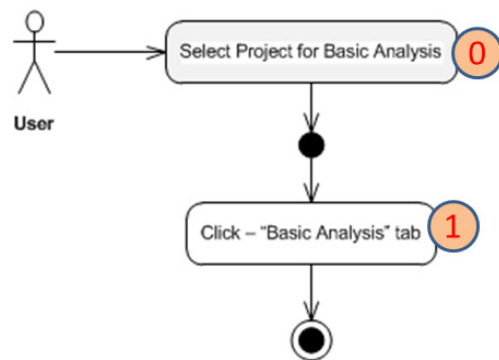 Select Project for Basic Analysis
0
User
Click – “Basic Analysis” tab
1